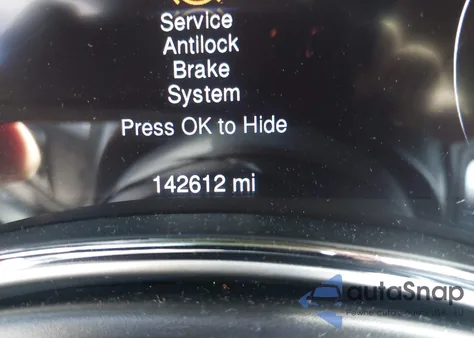 Service
Antilock
Brake
System
Press OK to Hide
142612 mi
autoSnap